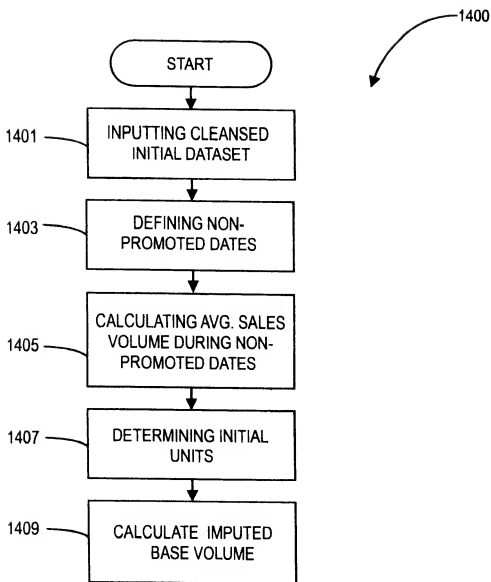 1400
START
1401
INPUTTING CLEANSED
INITIAL DATASET
1403
DEFINING NON-
PROMOTED DATES
1405
CALCULATING AVG. SALES
VOLUME DURING NON-
PROMOTED DATES
1407
DETERMINING INITIAL
UNITS
1409
CALCULATE IMPUTED
BASE VOLUME